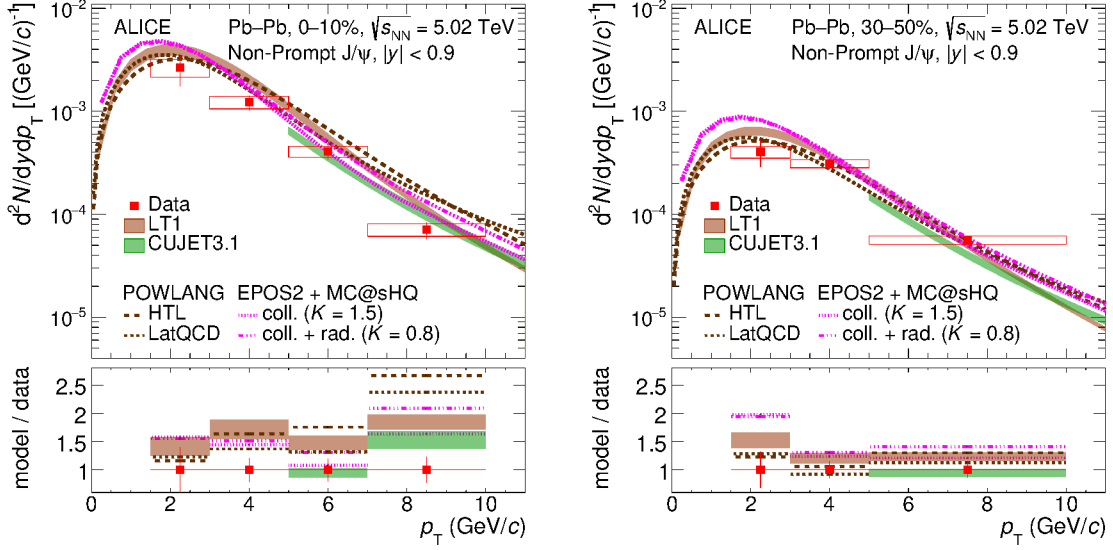 ALICE
Pb–Pb, 0–10%, √sNN = 5.02 TeV
Non-Prompt J/ψ, |y| < 0.9
d²N/dydpT [(GeV/c)⁻¹]
10⁻²
10⁻³
10⁻⁴
10⁻⁵
Data
LT1
CUJET3.1
POWLANG
HTL
LatQCD
EPOS2 + MC@sHQ
coll. (K = 1.5)
coll. + rad. (K = 0.8)
model / data
2.5
2
1.5
1
0 2 4 6 8 10
pT (GeV/c)
ALICE
Pb–Pb, 30–50%, √sNN = 5.02 TeV
Non-Prompt J/ψ, |y| < 0.9
d²N/dydpT [(GeV/c)⁻¹]
10⁻²
10⁻³
10⁻⁴
10⁻⁵
Data
LT1
CUJET3.1
POWLANG
HTL
LatQCD
EPOS2 + MC@sHQ
coll. (K = 1.5)
coll. + rad. (K = 0.8)
model / data
2.5
2
1.5
1
0 2 4 6 8 10
pT (GeV/c)